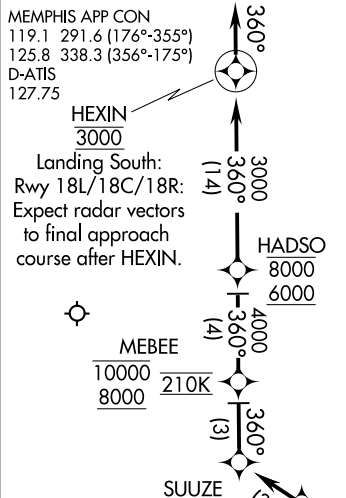 MEMPHIS APP CON
119.1 291.6 (176°-355°)
125.8 338.3 (356°-175°)
D-ATIS
127.75
360°
HEXIN
3000
Landing South:
Rwy 18L/18C/18R:
Expect radar vectors
to final approach
course after HEXIN.
3000
360°
(14)
HADSO
8000
6000
4000
360°
(4)
MEBEE
10000
8000
210K
360°
(3)
SUUZE